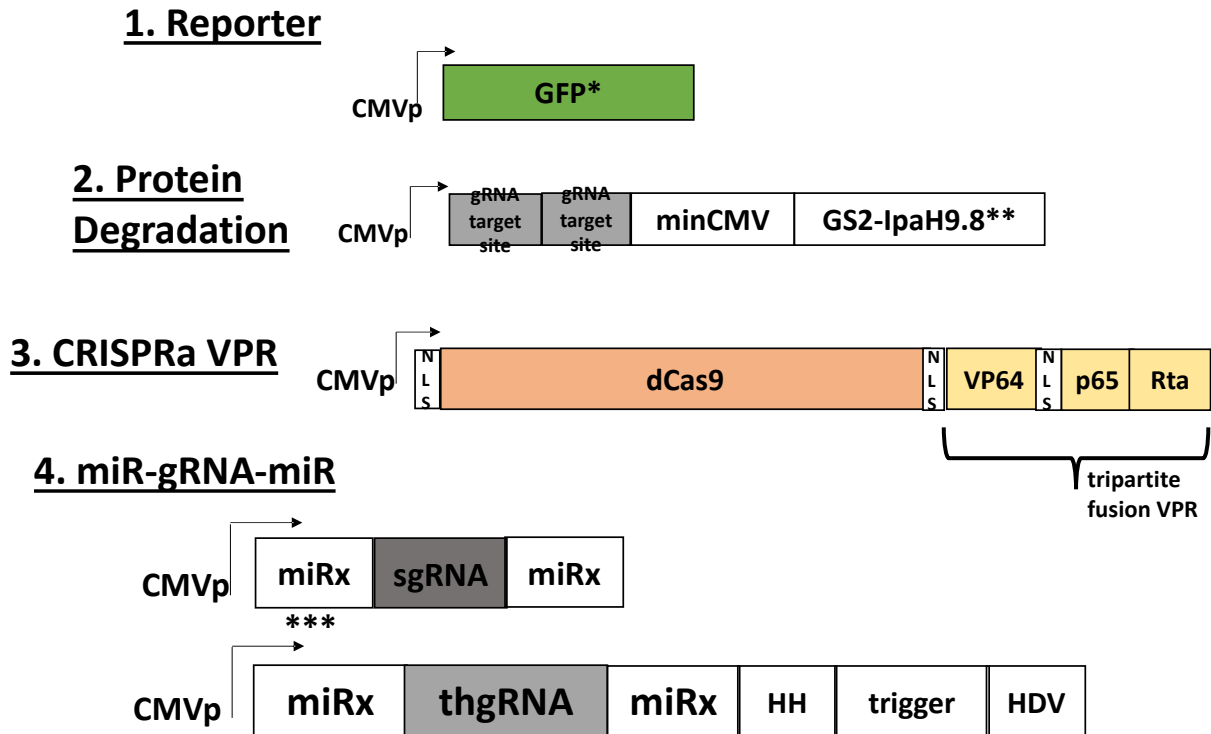 1. Reporter
CMVp
GFP*
2. Protein
Degradation
CMVp
gRNA
target
site
gRNA
target
site
minCMV
GS2-IpaH9.8**
3. CRISPRa VPR
CMVp
N
L
S
dCas9
N
L
S
VP64
N
L
S
p65
Rta
tripartite
fusion VPR
4. miR-gRNA-miR
CMVp
miRx
sgRNA
miRx
***
CMVp
miRx
thgRNA
miRx
HH
trigger
HDV